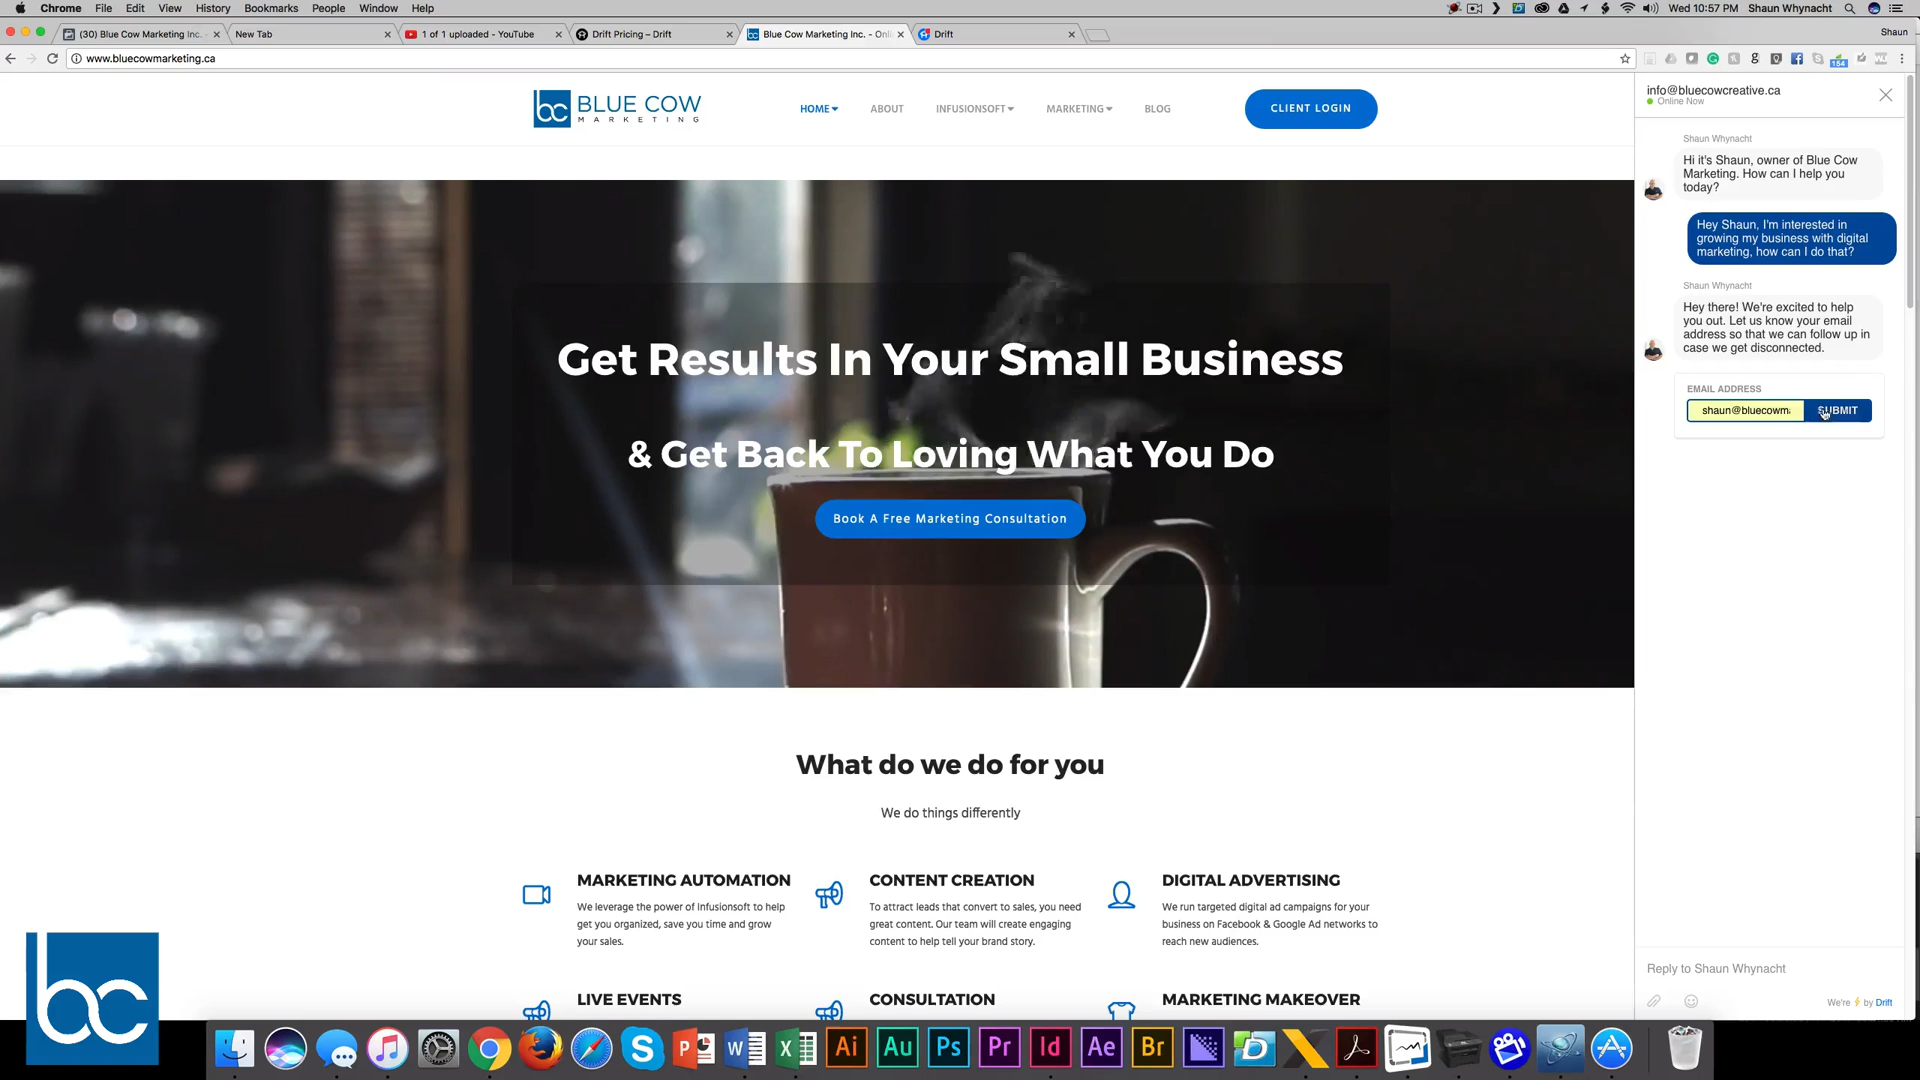 Chrome File Edit View History Bookmarks People Window Help
Wed 10:57 PM Shaun Whynacht
(30) Blue Cow Marketing Inc. -
New Tab
1 of 1 uploaded - YouTube
Drift Pricing – Drift
Blue Cow Marketing Inc. - Onli
Drift
Shaun
www.bluecowmarketing.ca
154
bc BLUE COW
MARKETING
HOME ABOUT INFUSIONSOFT MARKETING BLOG
CLIENT LOGIN
Get Results In Your Small Business
& Get Back To Loving What You Do
Book A Free Marketing Consultation
What do we do for you
We do things differently
MARKETING AUTOMATION
We leverage the power of Infusionsoft to help
get you organized, save you time and grow
your sales.
CONTENT CREATION
To attract leads that convert to sales, you need
great content. Our team will create engaging
content to help tell your brand story.
DIGITAL ADVERTISING
We run targeted digital ad campaigns for your
business on Facebook & Google Ad networks to
reach new audiences.
LIVE EVENTS
CONSULTATION
MARKETING MAKEOVER
info@bluecowcreative.ca
Online Now
Shaun Whynacht
Hi it's Shaun, owner of Blue Cow
Marketing. How can I help you
today?
Hey Shaun, I'm interested in
growing my business with digital
marketing, how can I do that?
Shaun Whynacht
Hey there! We're excited to help
you out. Let us know your email
address so that we can follow up in
case we get disconnected.
EMAIL ADDRESS
shaun@bluecowm
SUBMIT
Reply to Shaun Whynacht
We're by Drift
bc
Ai Au Ps Pr Id Ae Br